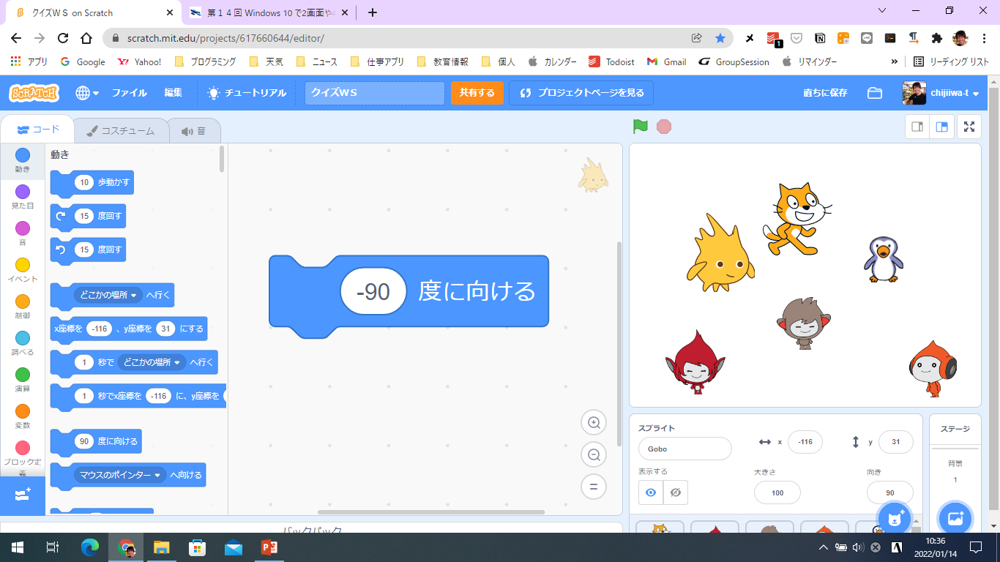 クイズＷＳ on Scratch
第１４回 Windows 10 で2画面や
scratch.mit.edu/projects/617660644/editor/
1
アプリ Google Yahoo! プログラミング 天気 ニュース 仕事アプリ 教育情報 個人 カレンダー Todoist Gmail GroupSession リマインダー » リーディング リスト
SCRATCH ファイル 編集 チュートリアル クイズＷＳ 共有する プロジェクトページを見る 直ちに保存 chijiiwa-t
コード コスチューム 音
動き
見た目
音
イベント
制御
調べる
演算
変数
ブロック定義
動き
10 歩動かす
15 度回す
15 度回す
どこかの場所 へ行く
x座標を -116 、y座標を 31 にする
1 秒で どこかの場所 へ行く
1 秒でx座標を -116 に、y座標を
90 度に向ける
マウスのポインター へ向ける
-90 度に向ける
バックパック
スプライト
Gobo
x -116
y 31
表示する
大きさ
100
向き
90
ステージ
背景
1
A
10:36
2022/01/14